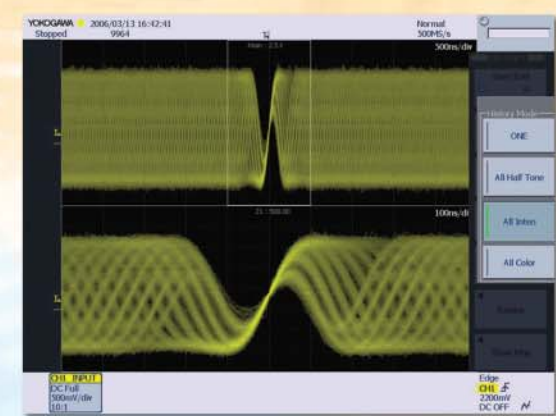 YOKOGAWA 2006/03/13 16:42:41
Stopped 9964
Normal
500MS/s
500ns/div
100ns/div
History Mode
ONE
All Half Tone
All Inten
All Color
CH1 INPUT
DC Full
500mV/div
10:1
Edge
CH1
2200mV
DC OFF